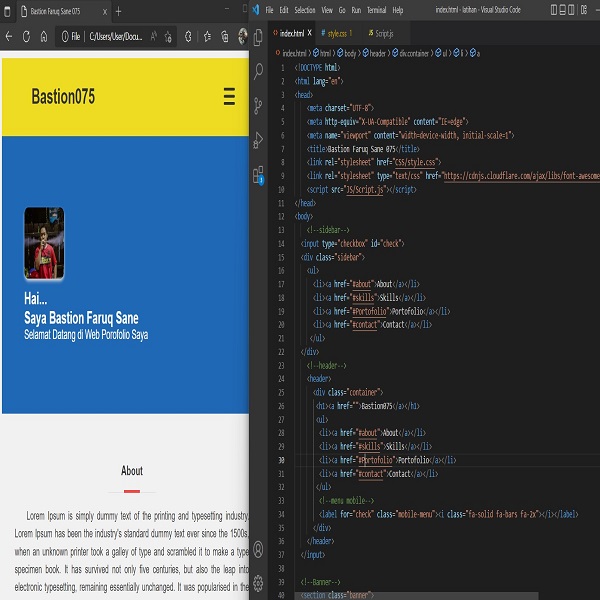 Bastion Faruq Sane 075
File
C:/Users/User/Docu...
Bastion075
Hai...
Saya Bastion Faruq Sane
Selamat Datang di Web Porofolio Saya
About
Lorem Ipsum is simply dummy text of the printing and typesetting industry.
Lorem Ipsum has been the industry's standard dummy text ever since the 1500s,
when an unknown printer took a galley of type and scrambled it to make a type
specimen book. It has survived not only five centuries, but also the leap into
electronic typesetting, remaining essentially unchanged. It was popularised in the
File Edit Selection View Go Run Terminal Help
index.html - latihan - Visual Studio Code
index.html style.css 1 Script.js
index.html > html > body > header > div.container > ul > li > a
1 <!DOCTYPE html>
2 <html lang="en">
3 <head>
4 <meta charset="UTF-8">
5 <meta http-equiv="X-UA-Compatible" content="IE=edge">
6 <meta name="viewport" content="width=device-width, initial-scale=1">
7 <title>Bastion Faruq Sane 075</title>
8 <link rel="stylesheet" href="CSS/style.css">
9 <link rel="stylesheet" type="text/css" href="https://cdnjs.cloudflare.com/ajax/libs/font-awesome
10 <script src="JS/Script.js"></script>
11 </head>
12 <body>
13 <!--sidebar-->
14 <input type="checkbox" id="check">
15 <div class="sidebar">
16 <ul>
17 <li><a href="#about">About</a></li>
18 <li><a href="#skills">Skills</a></li>
19 <li><a href="#Portofolio">Portofolio</a></li>
20 <li><a href="#contact">Contact</a></li>
21 </ul>
22 </div>
23 <!--header-->
24 <header>
25 <div class="container">
26 <h1><a href="">Bastion075</a></h1>
27 <ul>
28 <li><a href="#about">About</a></li>
29 <li><a href="#skills">Skills</a></li>
30 <li><a href="#Portofolio">Portofolio</a></li>
31 <li><a href="#contact">Contact</a></li>
32 </ul>
33 <!--menu mobile-->
34 <label for="check" class="mobile-menu"><i class="fa-solid fa-bars fa-2x"></i></label>
35 </div>
36 </header>
37 </input>
38
39 <!--Banner-->
40 <section class="banner">